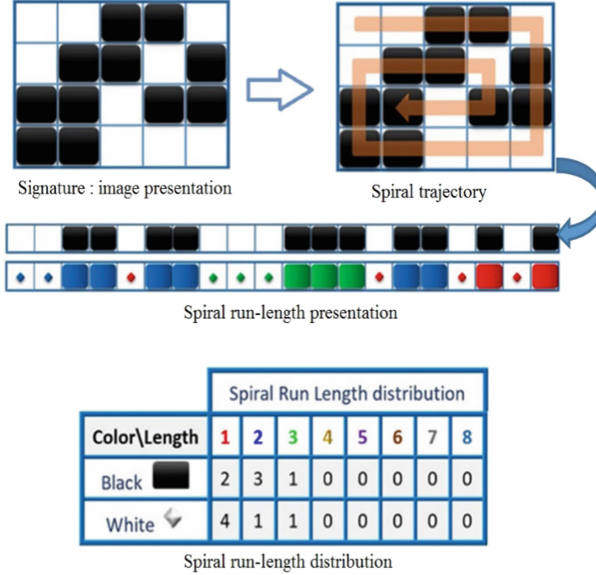 Signature : image presentation
Spiral trajectory
Spiral run-length presentation
Spiral Run Length distribution
Color\Length 1 2 3 4 5 6 7 8
Black 2 3 1 0 0 0 0 0
White 4 1 1 0 0 0 0 0
Spiral run-length distribution